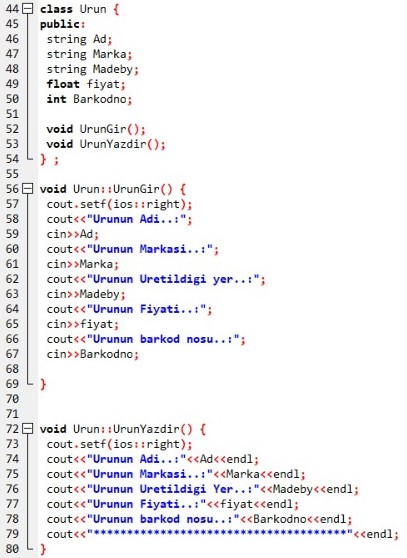 44 class Urun {
45 public:
46 string Ad;
47 string Marka;
48 string Madeby;
49 float fiyat;
50 int Barkodno;
51
52 void UrunGir();
53 void UrunYazdir();
54 } ;
55
56 void Urun::UrunGir() {
57 cout.setf(ios::right);
58 cout<<"Urunun Adi..:";
59 cin>>Ad;
60 cout<<"Urunun Markasi..:";
61 cin>>Marka;
62 cout<<"Urunun Uretildigi yer..:";
63 cin>>Madeby;
64 cout<<"Urunun Fiyati..:";
65 cin>>fiyat;
66 cout<<"Urunun barkod nosu..:";
67 cin>>Barkodno;
68
69 }
70
71
72 void Urun::UrunYazdir() {
73 cout.setf(ios::right);
74 cout<<"Urunun Adi..:"<<Ad<<endl;
75 cout<<"Urunun Markasi..:"<<Marka<<endl;
76 cout<<"Urunun Uretildigi Yer..:"<<Madeby<<endl;
77 cout<<"Urunun Fiyati..:"<<fiyat<<endl;
78 cout<<"Urunun barkod nosu..:"<<Barkodno<<endl;
79 cout<<"**************************************"<<endl;
80 }